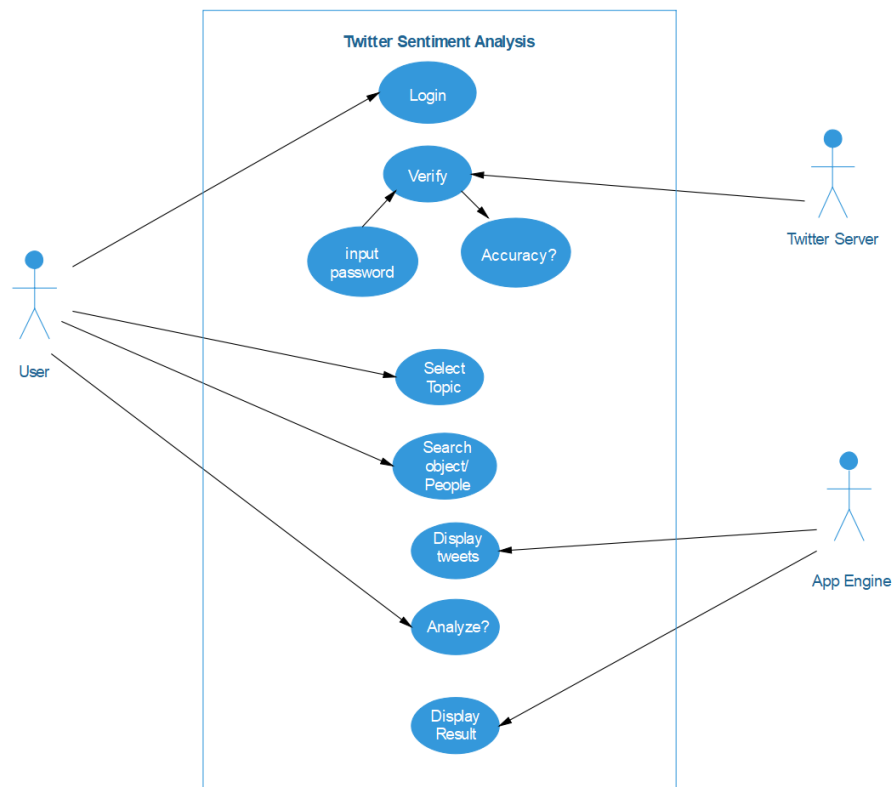 Twitter Sentiment Analysis
Login
Verify
input
password
Accuracy?
Twitter Server
User
Select
Topic
Search
object/
People
Display
tweets
App Engine
Analyze?
Display
Result